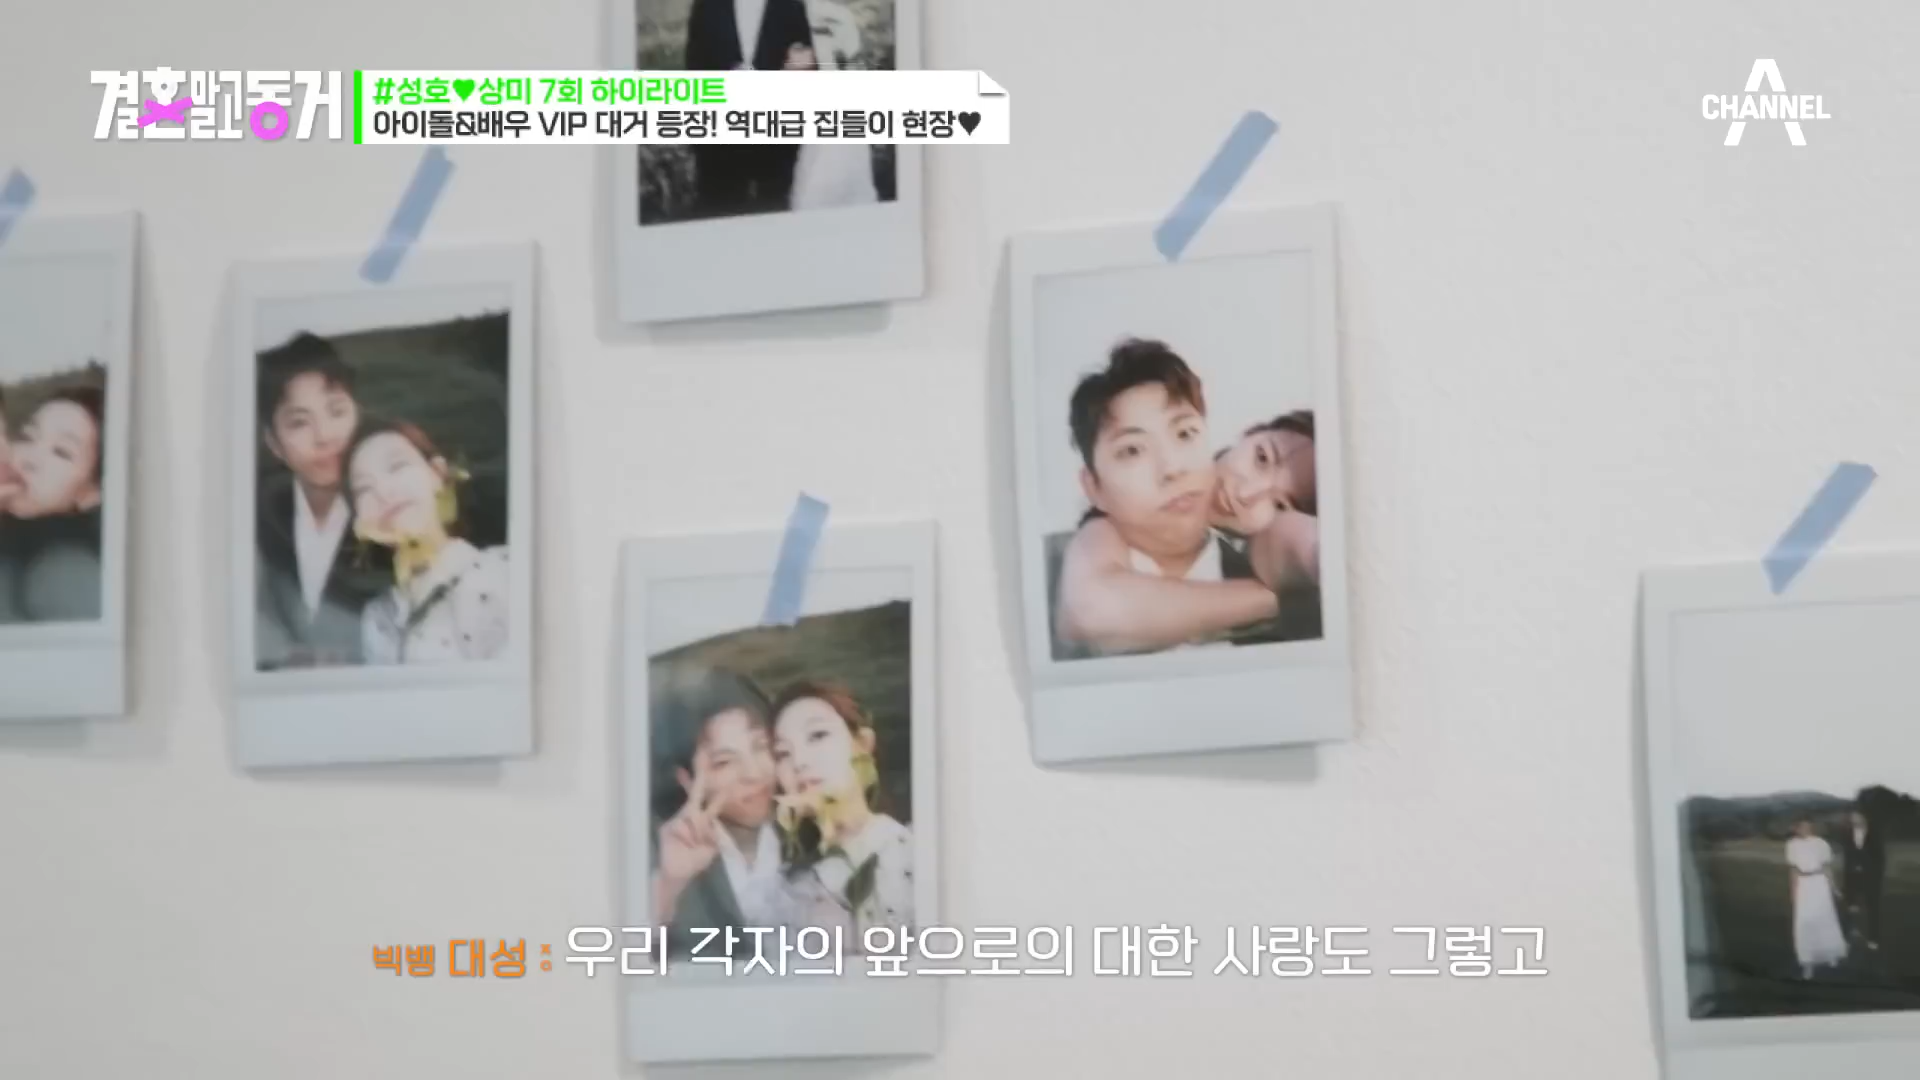 결혼말고동거
#성호♥상미 7회 하이라이트
아이돌&배우 VIP 대거 등장! 역대급 집들이 현장♥
CHANNEL A
빅뱅 대성 : 우리 각자의 앞으로의 대한 사랑도 그렇고